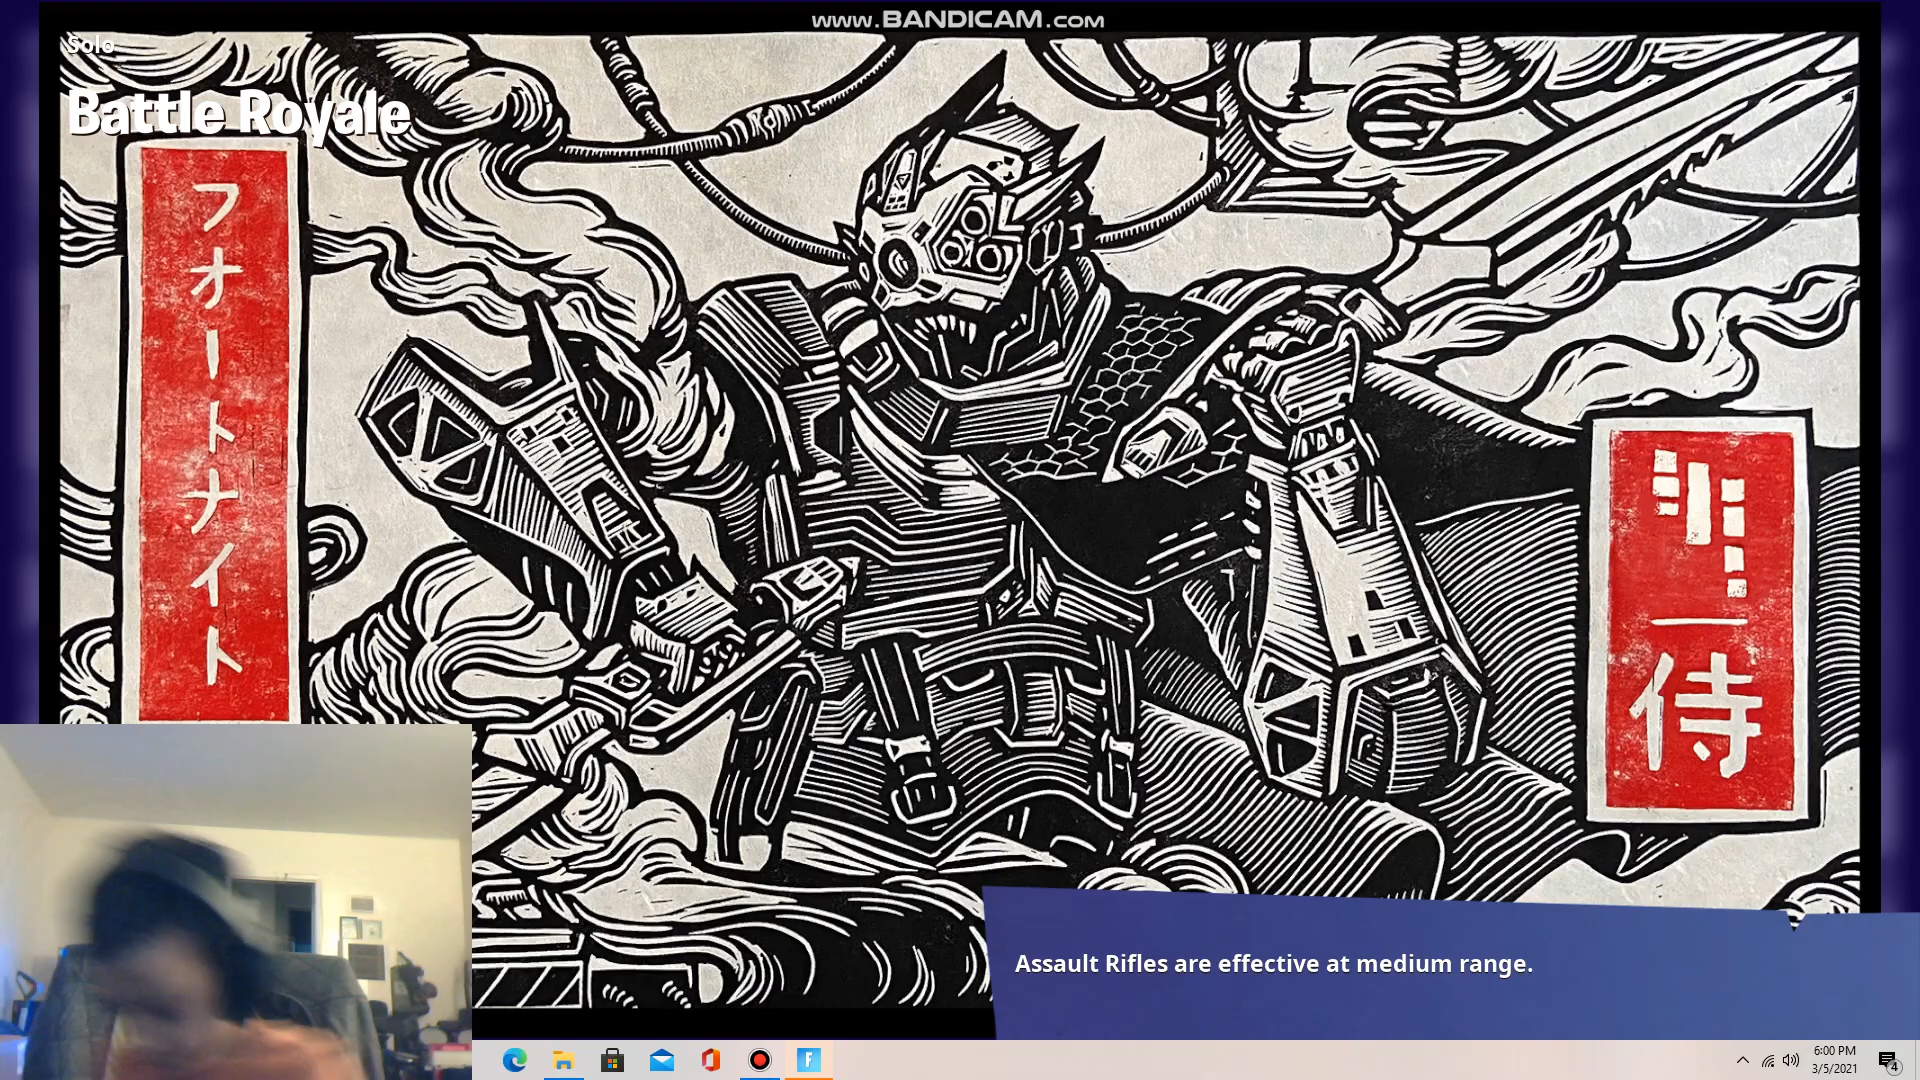 www.BANDICAM.com
Solo
Battle Royale
フォートナイト
侍
Assault Rifles are effective at medium range.
6:00 PM
3/5/2021
4